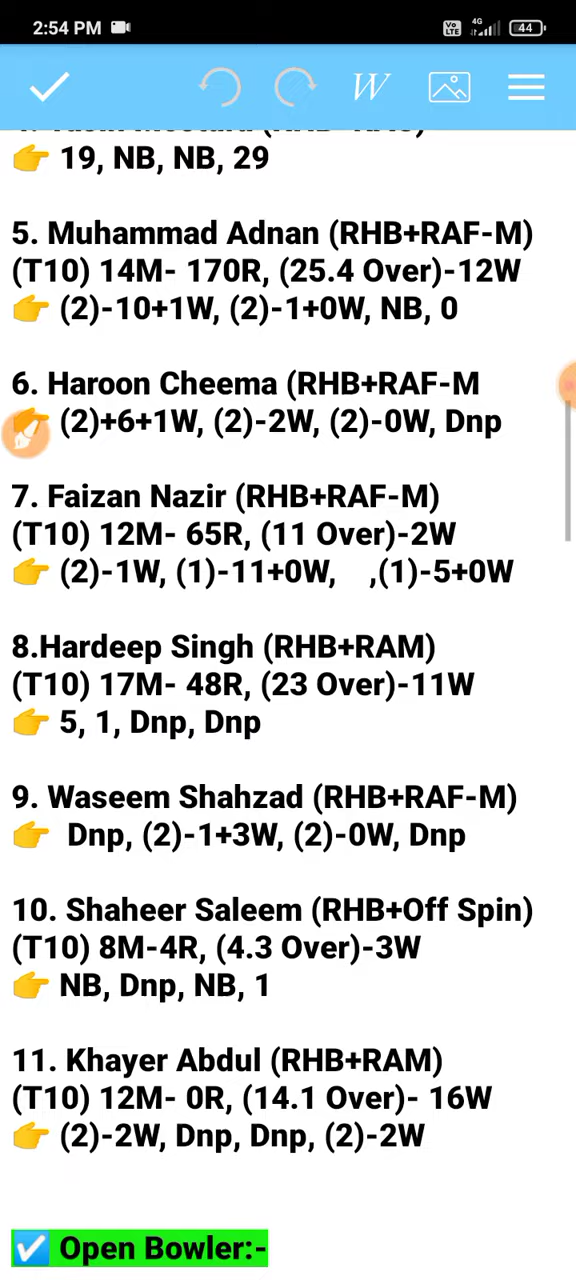 2:54 PM
Vo LTE
4G
44
W
👉 19, NB, NB, 29
5. Muhammad Adnan (RHB+RAF-M)
(T10) 14M- 170R, (25.4 Over)-12W
👉 (2)-10+1W, (2)-1+0W, NB, 0
6. Haroon Cheema (RHB+RAF-M
(2)+6+1W, (2)-2W, (2)-0W, Dnp
7. Faizan Nazir (RHB+RAF-M)
(T10) 12M- 65R, (11 Over)-2W
👉 (2)-1W, (1)-11+0W, ,(1)-5+0W
8.Hardeep Singh (RHB+RAM)
(T10) 17M- 48R, (23 Over)-11W
👉 5, 1, Dnp, Dnp
9. Waseem Shahzad (RHB+RAF-M)
👉 Dnp, (2)-1+3W, (2)-0W, Dnp
10. Shaheer Saleem (RHB+Off Spin)
(T10) 8M-4R, (4.3 Over)-3W
👉 NB, Dnp, NB, 1
11. Khayer Abdul (RHB+RAM)
(T10) 12M- 0R, (14.1 Over)- 16W
👉 (2)-2W, Dnp, Dnp, (2)-2W
☑️ Open Bowler:-